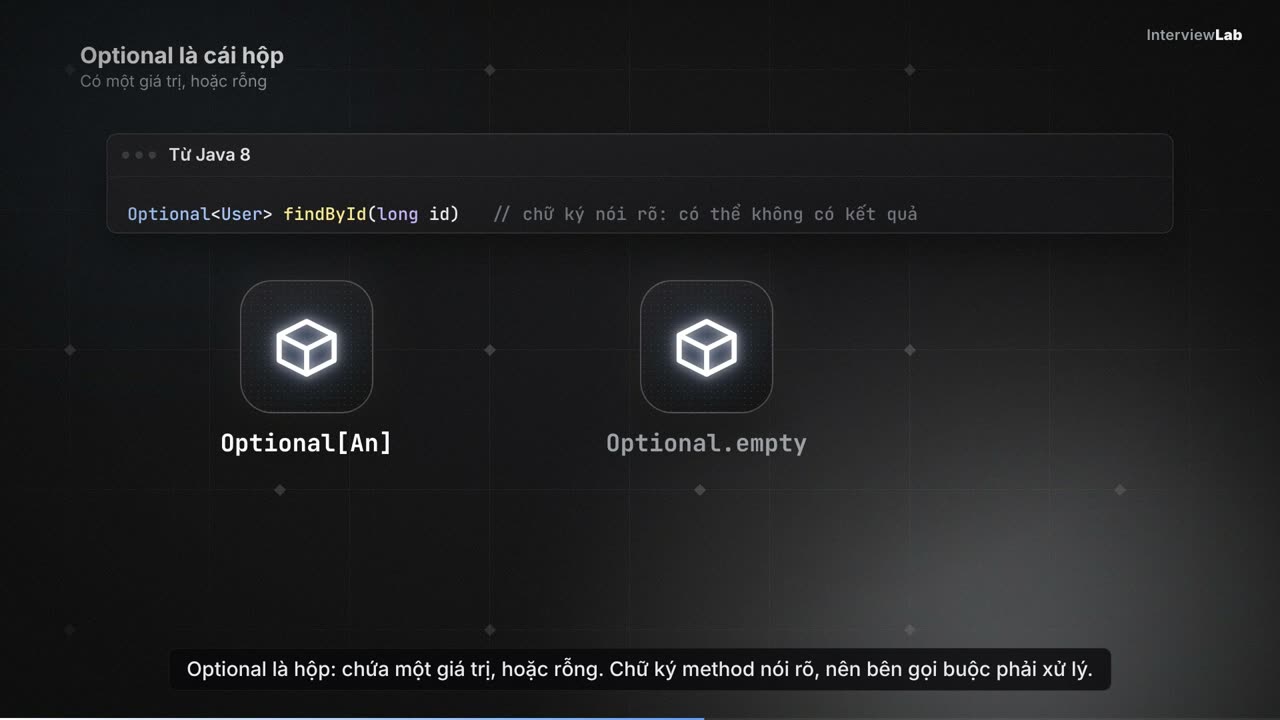 Optional là cái hộp
Có một giá trị, hoặc rỗng
InterviewLab
Từ Java 8
Optional<User> findById(long id) // chữ ký nói rõ: có thể không có kết quả
Optional[An]
Optional.empty
Optional là hộp: chứa một giá trị, hoặc rỗng. Chữ ký method nói rõ, nên bên gọi buộc phải xử lý.